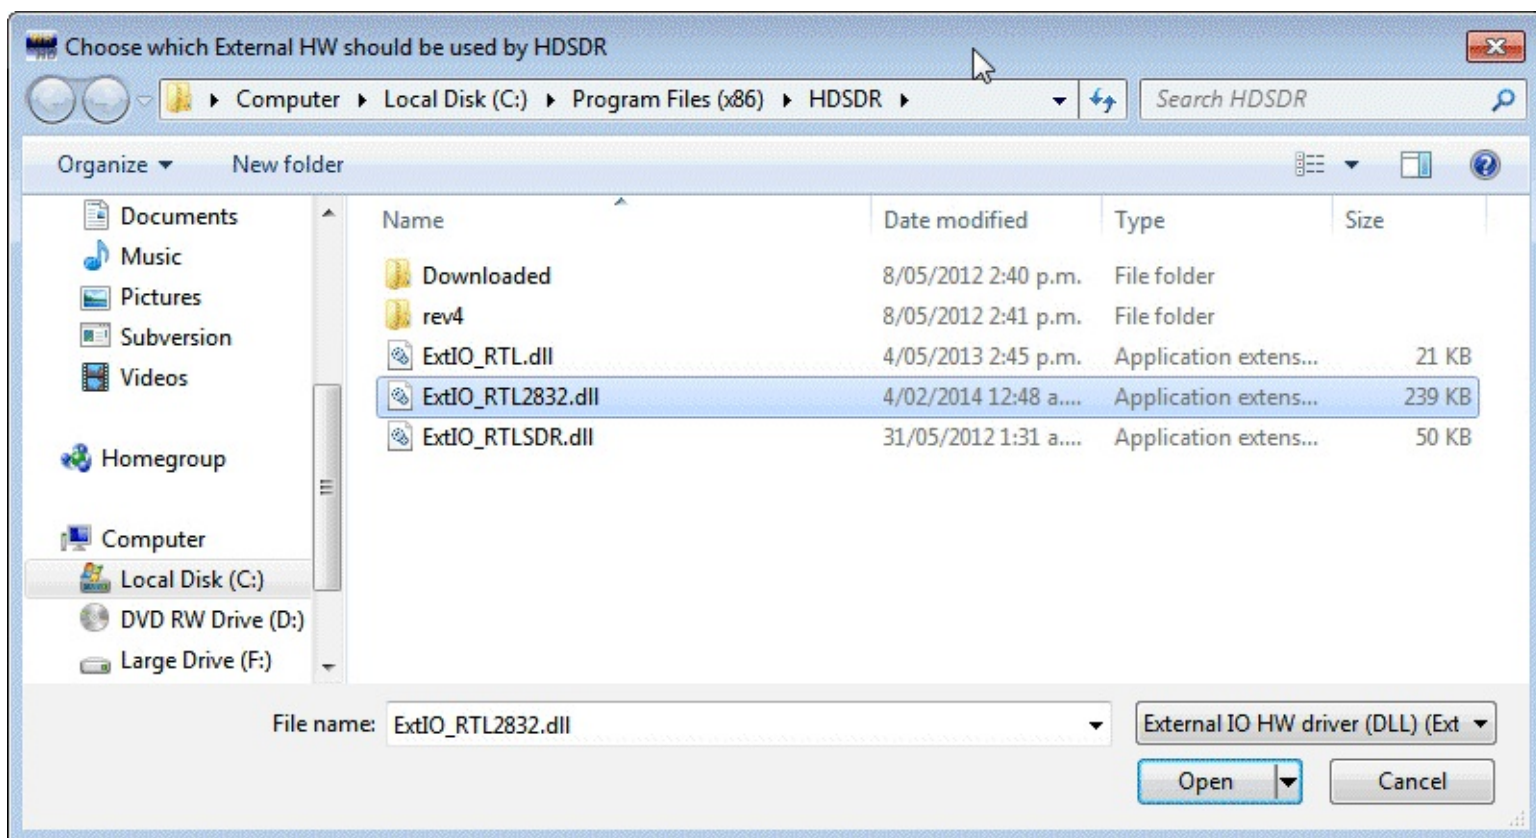 Choose which External HW should be used by HDSDR
Computer Local Disk (C:) Program Files (x86) HDSDR Search HDSDR
Organize New folder
Documents
Music
Pictures
Subversion
Videos
Homegroup
Computer
Local Disk (C:)
DVD RW Drive (D:)
Large Drive (F:)
Name Date modified Type Size
Downloaded 8/05/2012 2:40 p.m. File folder
rev4 8/05/2012 2:41 p.m. File folder
ExtIO_RTL.dll 4/05/2013 2:45 p.m. Application extens... 21 KB
ExtIO_RTL2832.dll 4/02/2014 12:48 a.... Application extens... 239 KB
ExtIO_RTLSDR.dll 31/05/2012 1:31 a.... Application extens... 50 KB
File name: ExtIO_RTL2832.dll External IO HW driver (DLL) (Ext
Open Cancel